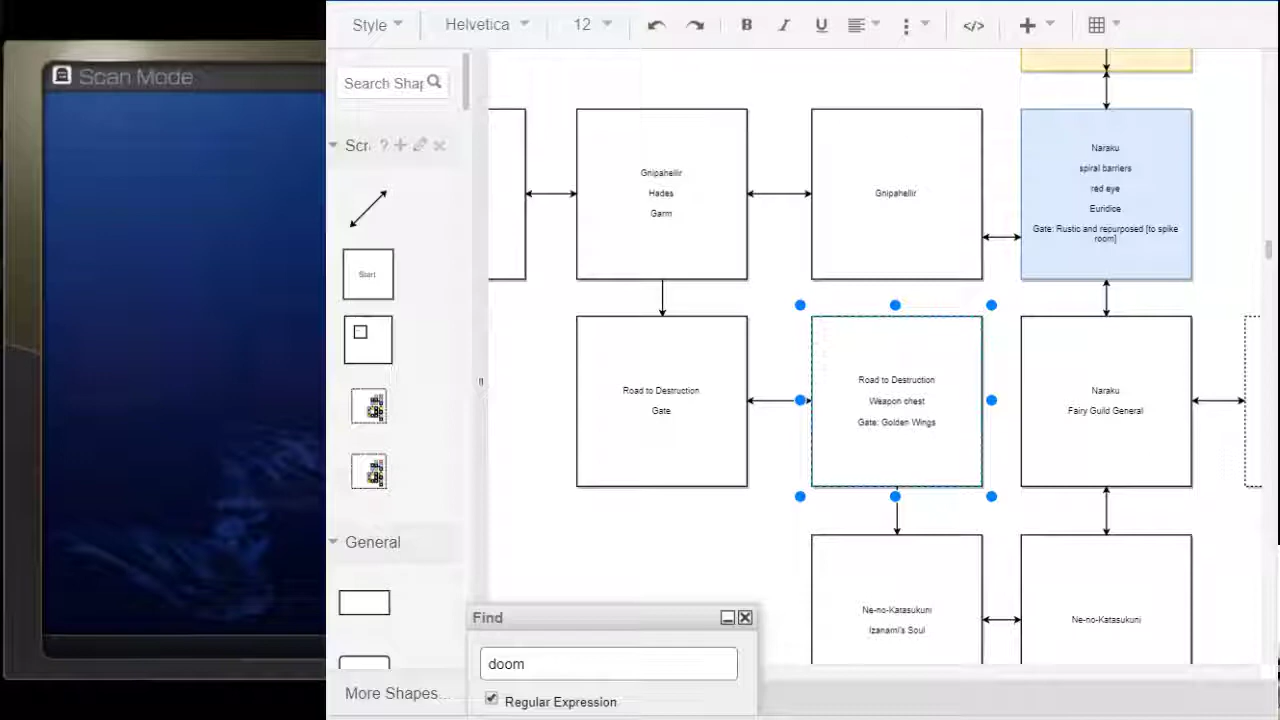 Style
Helvetica
12
B
I
U
</>
Scan Mode
Search Shap
Scr
?
Start
General
More Shapes...
Gnipahellir
Hades
Garm
Gnipahellir
Naraku
spiral barriers
red eye
Euridice
Gate: Rustic and repurposed [to spike
room]
Road to Destruction
Gate
Road to Destruction
Weapon chest
Gate: Golden Wings
Naraku
Fairy Guild General
Ne-no-Katasukuni
Izanami's Soul
Ne-no-Katasukuni
Find
doom
Regular Expression